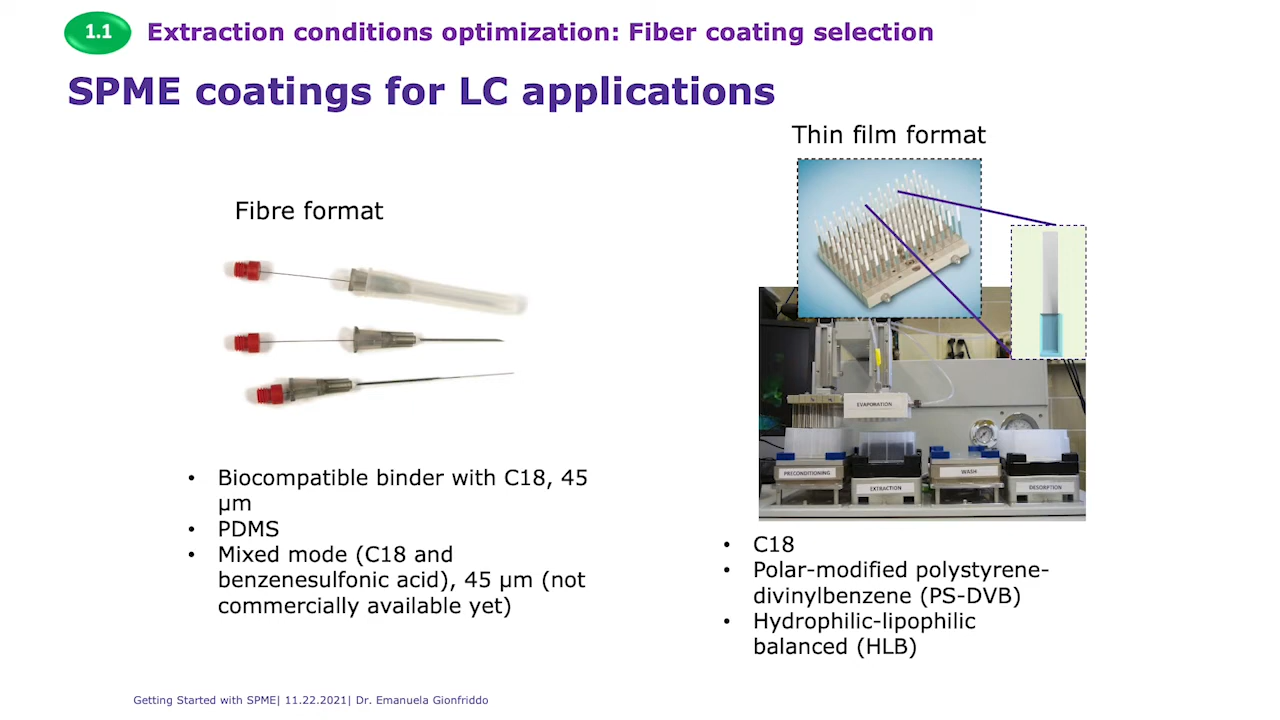 1.1 Extraction conditions optimization: Fiber coating selection
SPME coatings for LC applications
Fibre format
• Biocompatible binder with C18, 45
µm
• PDMS
• Mixed mode (C18 and
benzenesulfonic acid), 45 µm (not
commercially available yet)
Thin film format
EVAPORATION
PRECONDITIONING
EXTRACTION
WASH
DESORPTION
• C18
• Polar-modified polystyrene-
divinylbenzene (PS-DVB)
• Hydrophilic-lipophilic
balanced (HLB)
Getting Started with SPME| 11.22.2021| Dr. Emanuela Gionfriddo